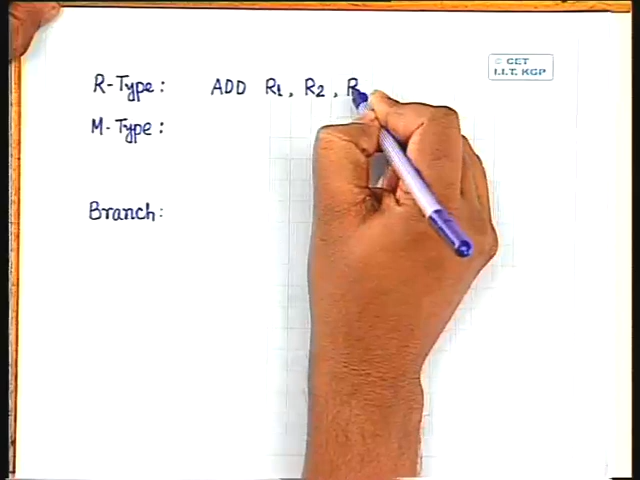 © CET
I.I.T. KGP
R-Type: ADD R1, R2, R
M-Type:
Branch: